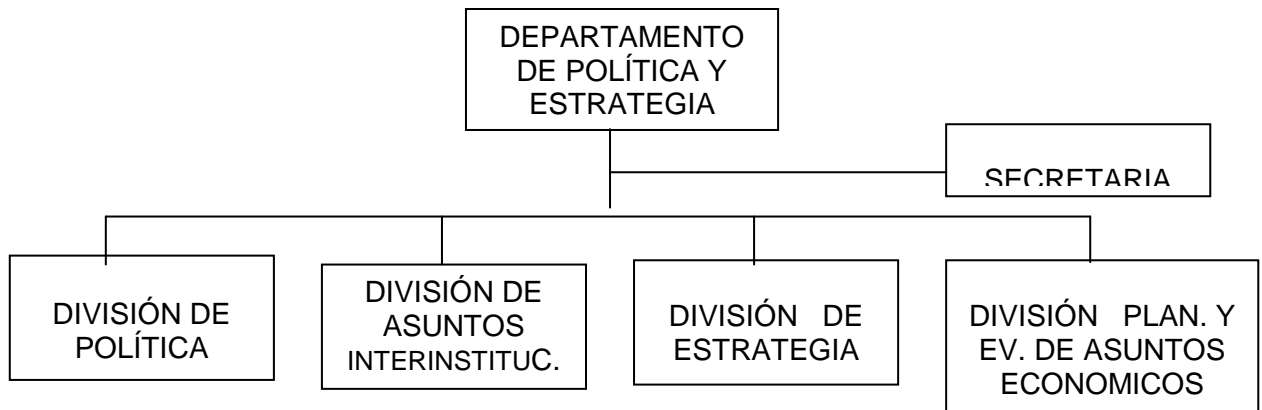 DEPARTAMENTO
DE POLÍTICA Y
ESTRATEGIA
SECRETARIA
DIVISIÓN DE
POLÍTICA
DIVISIÓN DE
ASUNTOS
INTERINSTITUC.
DIVISIÓN DE
ESTRATEGIA
DIVISIÓN PLAN. Y
EV. DE ASUNTOS
ECONOMICOS